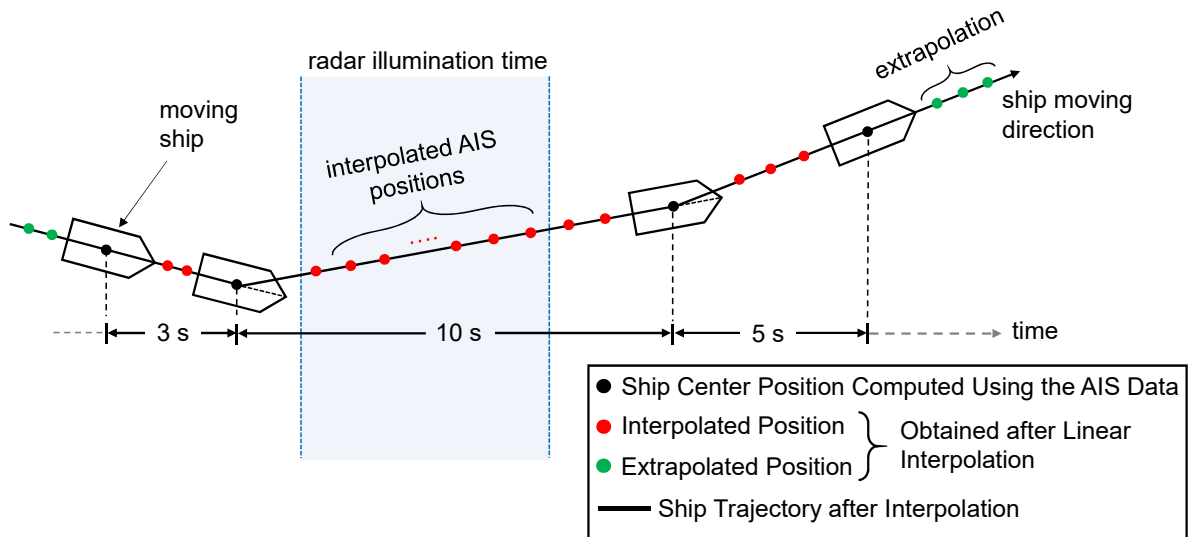 extrapolation
radar illumination time
moving
ship
ship moving
direction
interpolated AIS
positions
3 s
10 s
5 s
time
Ship Center Position Computed Using the AIS Data
Interpolated Position
Extrapolated Position
Obtained after Linear
Interpolation
Ship Trajectory after Interpolation